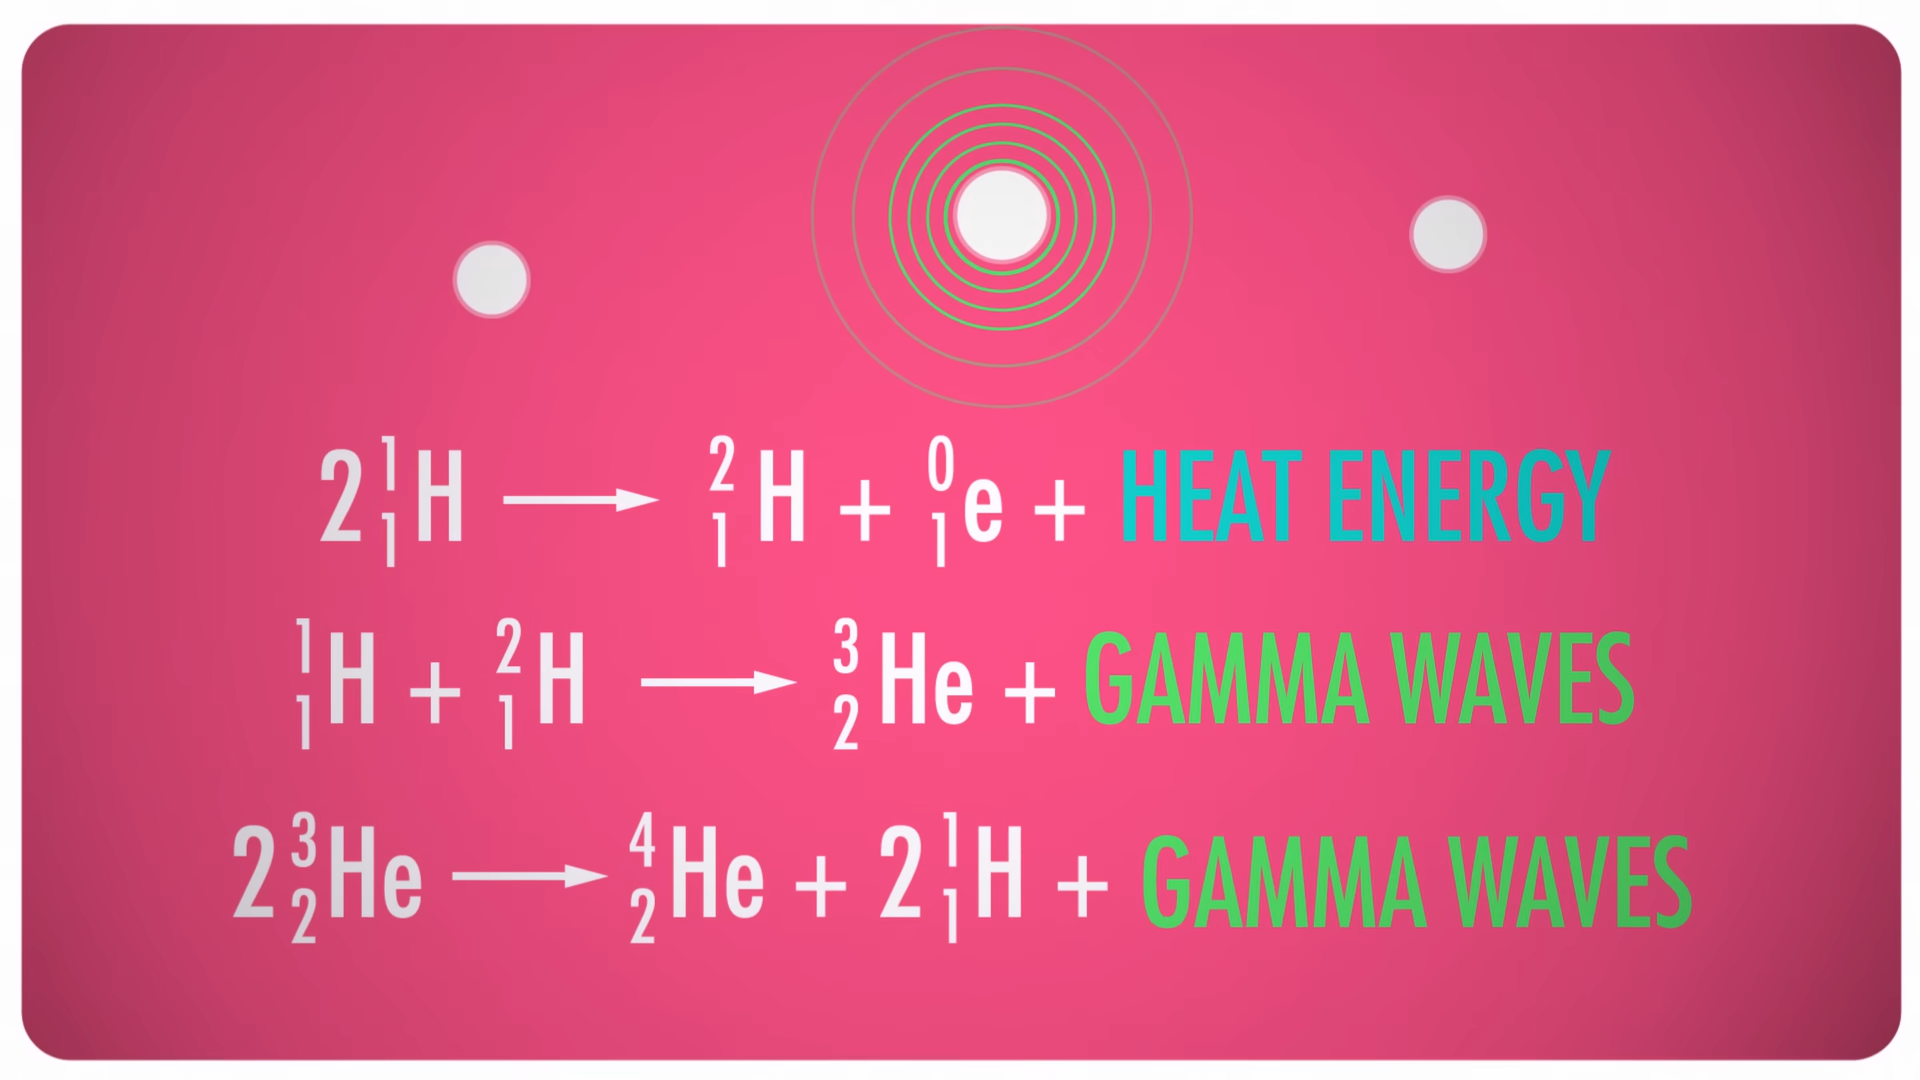 2 ¹₁H → ²₁H + ⁰₁e + HEAT ENERGY
¹₁H + ²₁H → ³₂He + GAMMA WAVES
2 ³₂He → ⁴₂He + 2 ¹₁H + GAMMA WAVES